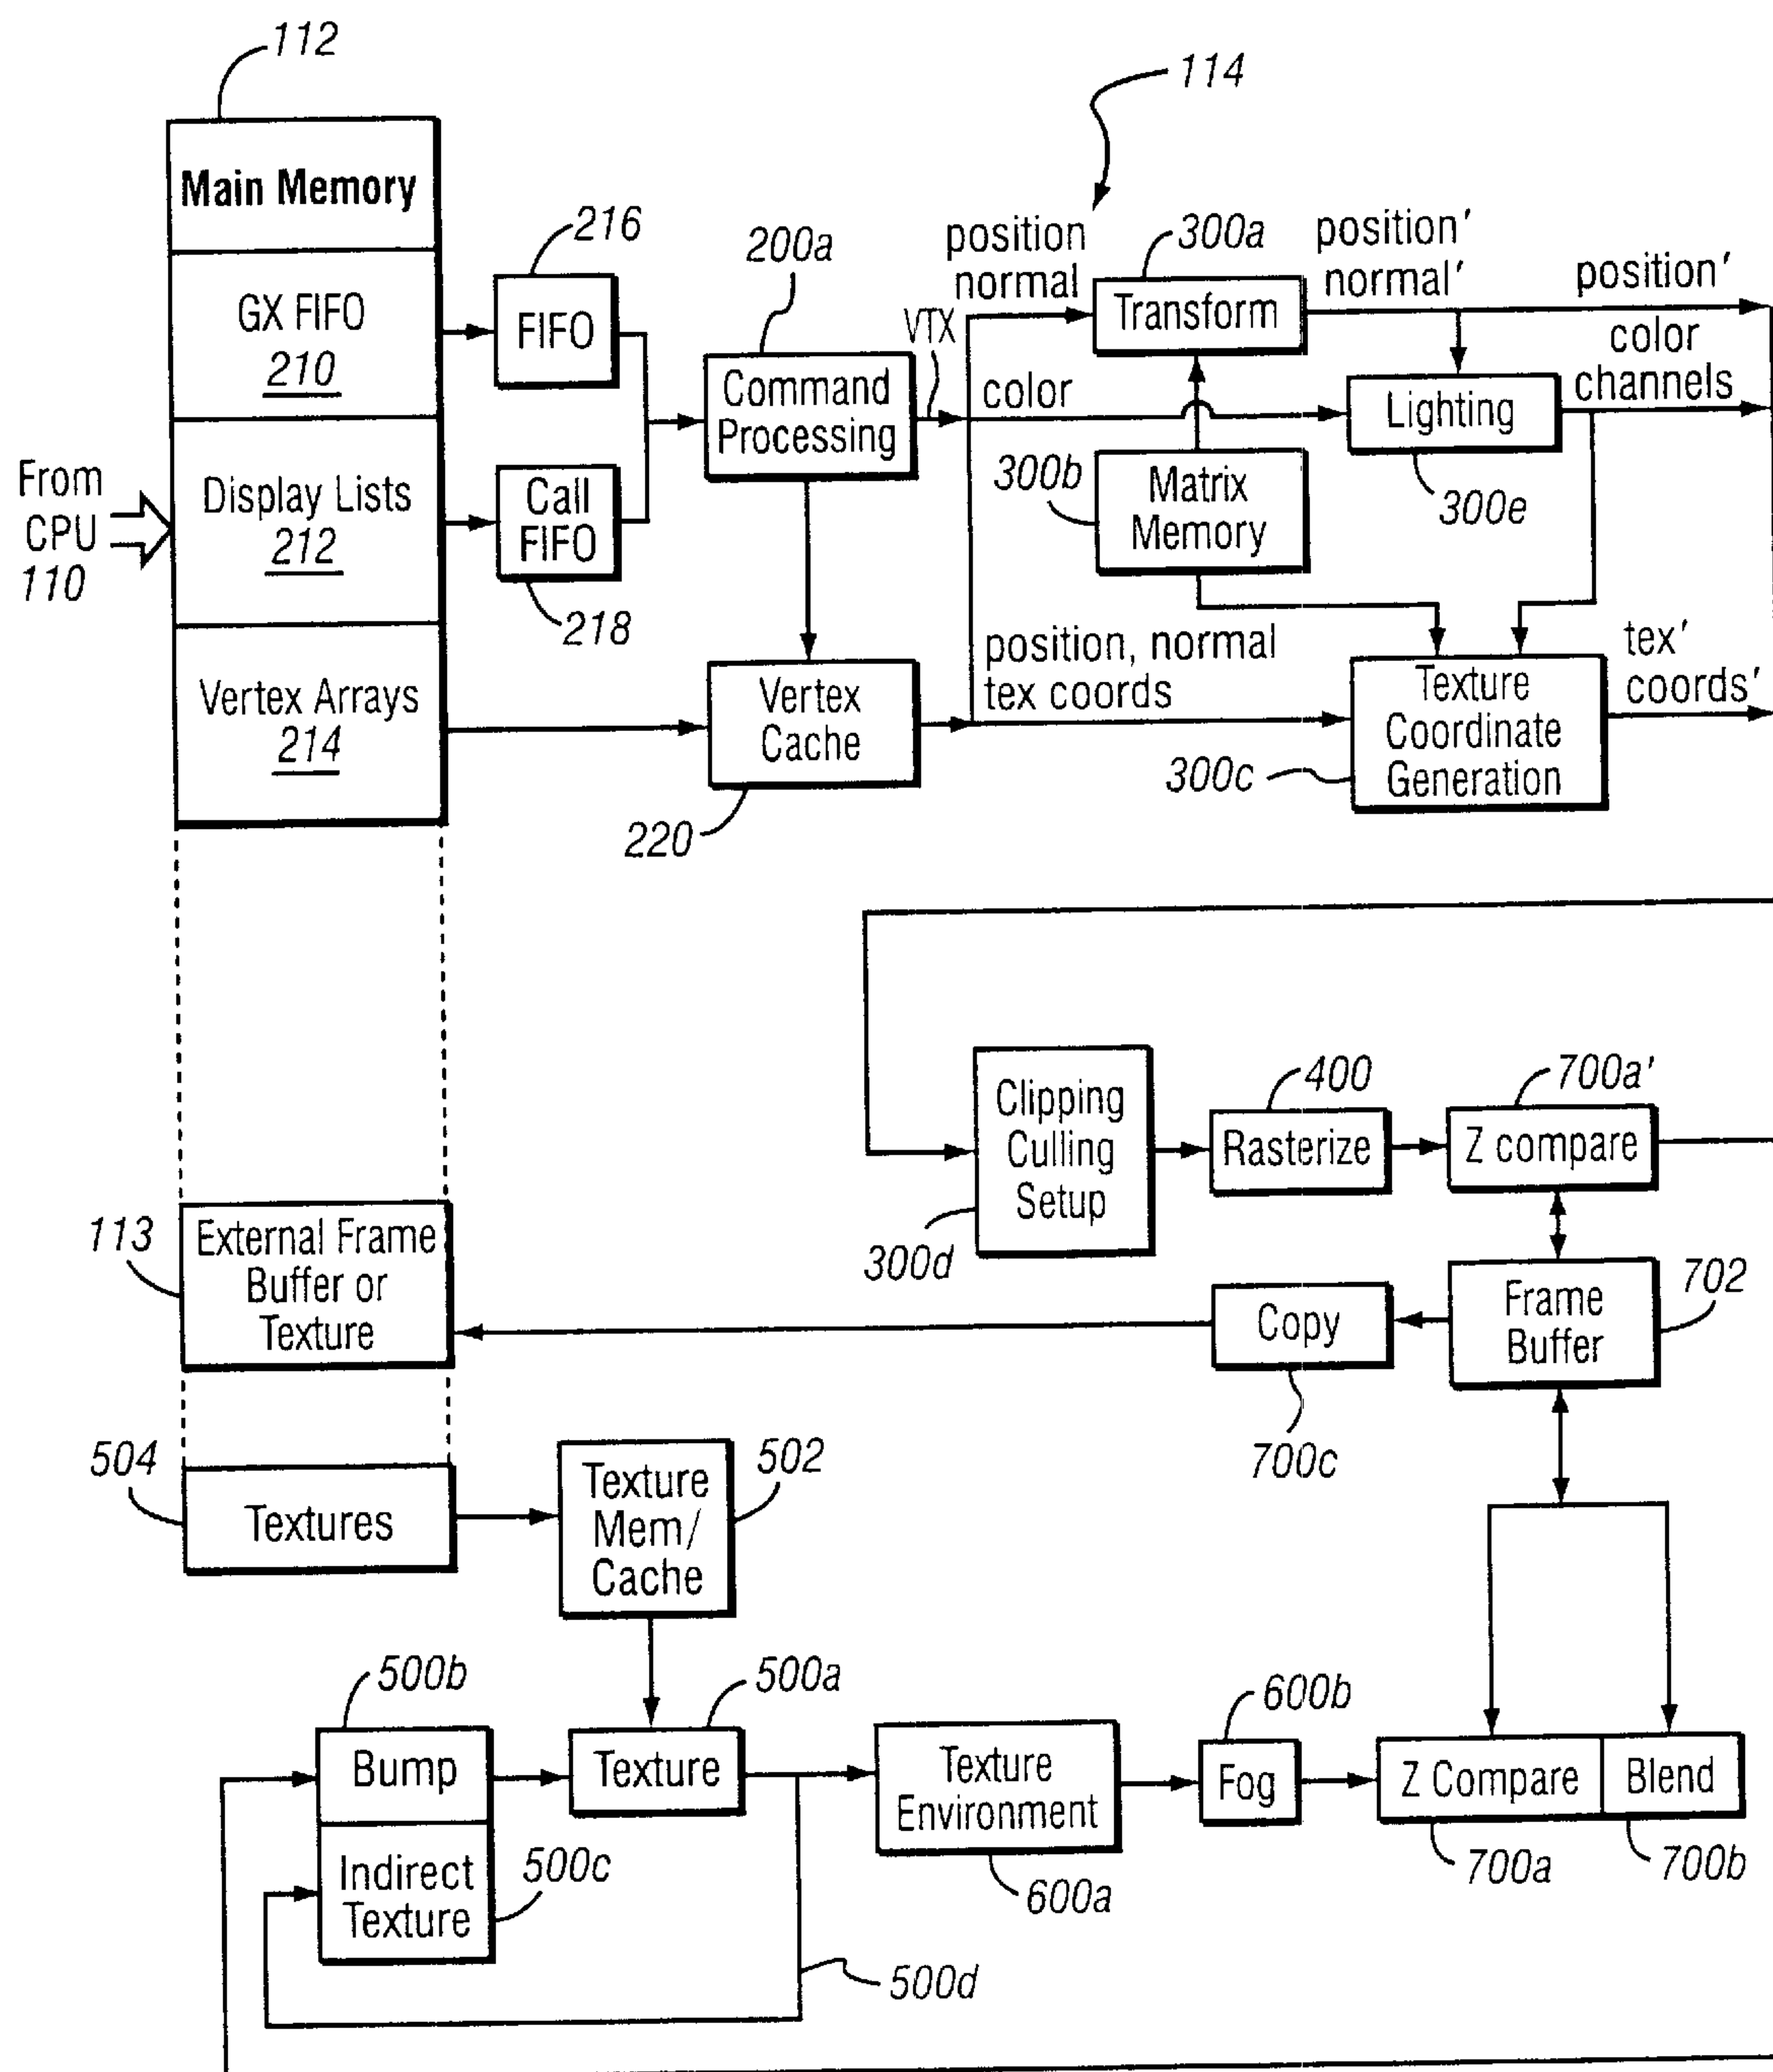 112
114
Main Memory
GX FIFO
210
Display Lists
212
Vertex Arrays
214
From
CPU
110
216
FIFO
Call
FIFO
218
200a
Command
Processing
VTX
Vertex
Cache
220
position
normal
300a
Transform
position′
normal′
position′
color
color
channels
Lighting
300e
300b
Matrix
Memory
position, normal
tex coords
Texture
Coordinate
Generation
300c
tex′
coords′
Clipping
Culling
Setup
300d
400
Rasterize
700a′
Z compare
113
External Frame
Buffer or
Texture
Copy
700c
Frame
Buffer
702
504
Textures
Texture
Mem/
Cache
502
500b
Bump
Indirect
Texture
500c
500a
Texture
500d
Texture
Environment
600a
600b
Fog
Z Compare
Blend
700a
700b